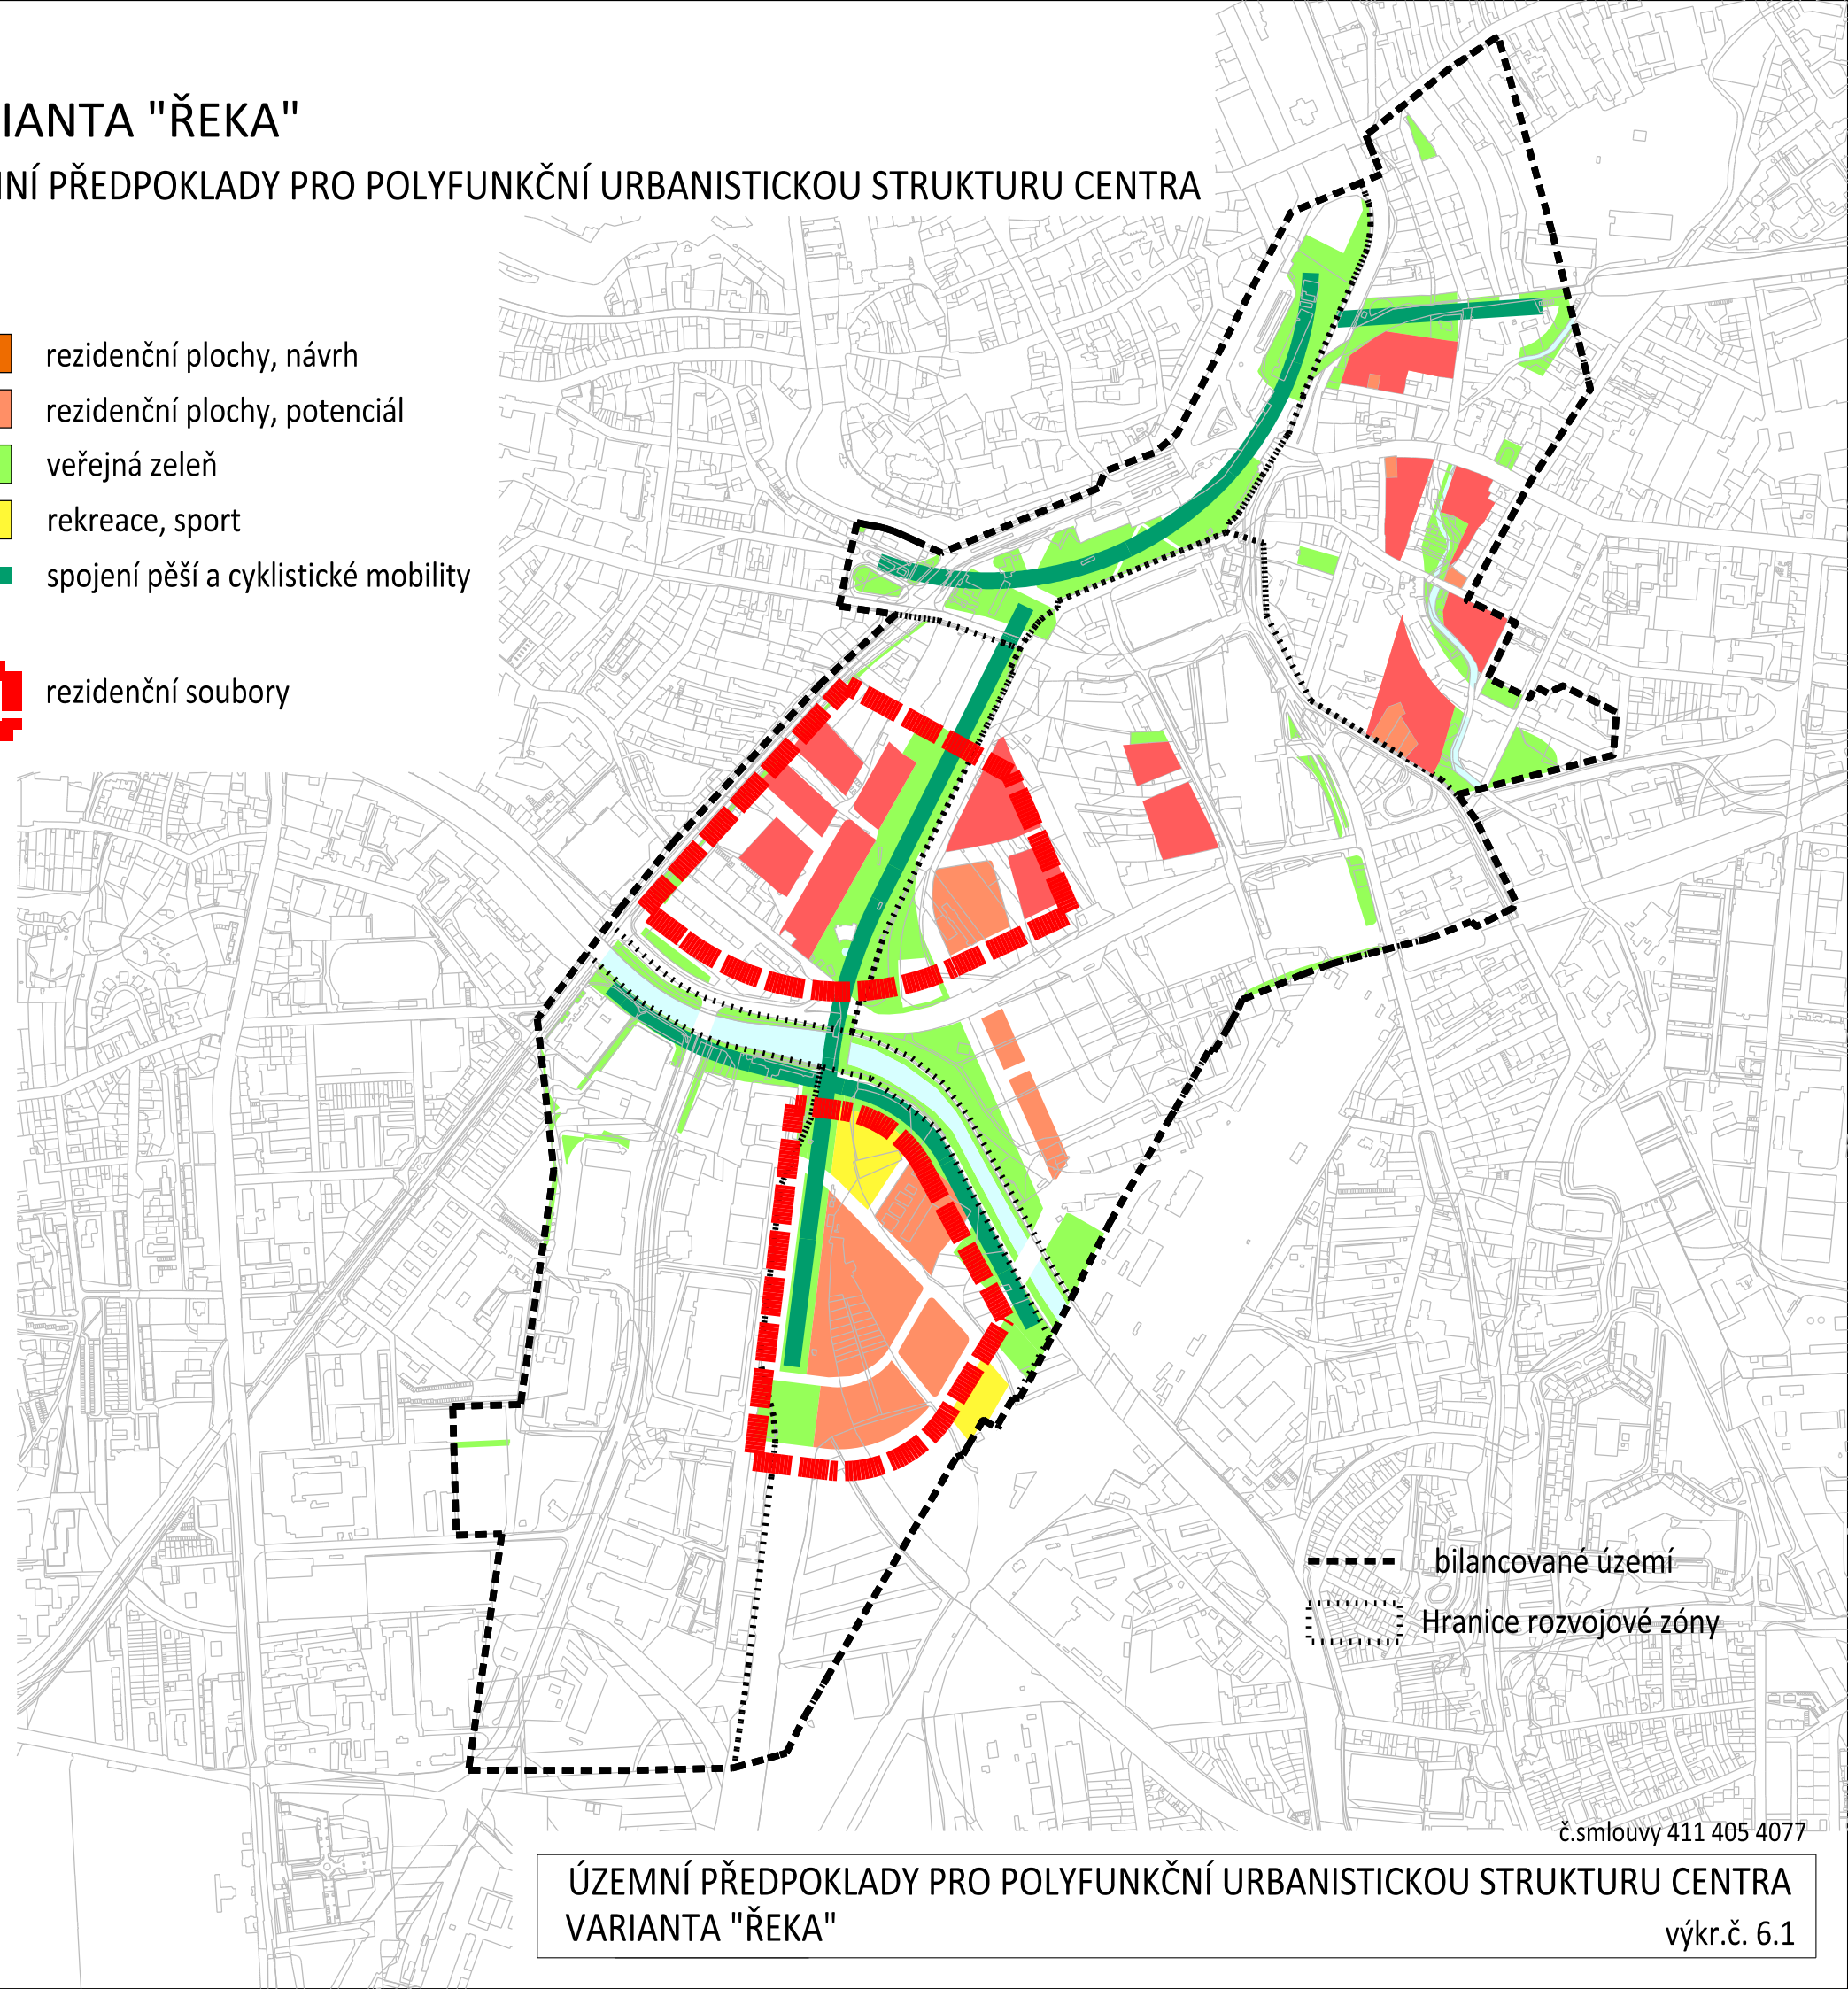 IANTA "ŘEKA"
NÍ PŘEDPOKLADY PRO POLYFUNKČNÍ URBANISTICKOU STRUKTURU CENTRA
rezidenční plochy, návrh
rezidenční plochy, potenciál
veřejná zeleň
rekreace, sport
spojení pěší a cyklistické mobility
rezidenční soubory
bilancované území
Hranice rozvojové zóny
č.smlouvy 411 405 4077
ÚZEMNÍ PŘEDPOKLADY PRO POLYFUNKČNÍ URBANISTICKOU STRUKTURU CENTRA
VARIANTA "ŘEKA"
výkr.č. 6.1